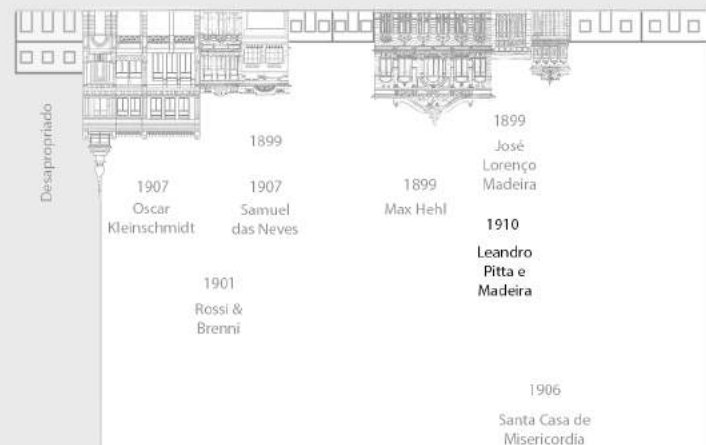 Desapropriado
1899
1907
Oscar
Kleinschmidt
1907
Samuel
das Neves
1901
Rossi &
Brenni
1899
Max Hehl
1899
José
Lorenço
Madeira
1910
Leandro
Pitta e
Madeira
1906
Santa Casa de
Misericordia